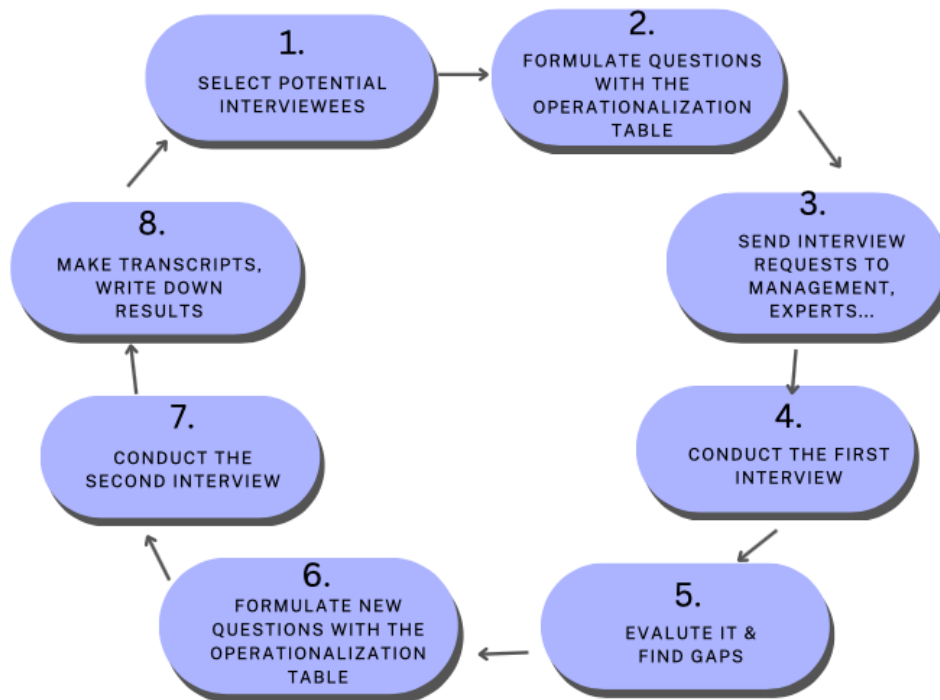 1.
SELECT POTENTIAL
INTERVIEWEES
2.
FORMULATE QUESTIONS
WITH THE
OPERATIONALIZATION
TABLE
3.
SEND INTERVIEW
REQUESTS TO
MANAGEMENT,
EXPERTS...
4.
CONDUCT THE FIRST
INTERVIEW
5.
EVALUTE IT &
FIND GAPS
6.
FORMULATE NEW
QUESTIONS WITH THE
OPERATIONALIZATION
TABLE
7.
CONDUCT THE
SECOND INTERVIEW
8.
MAKE TRANSCRIPTS,
WRITE DOWN
RESULTS